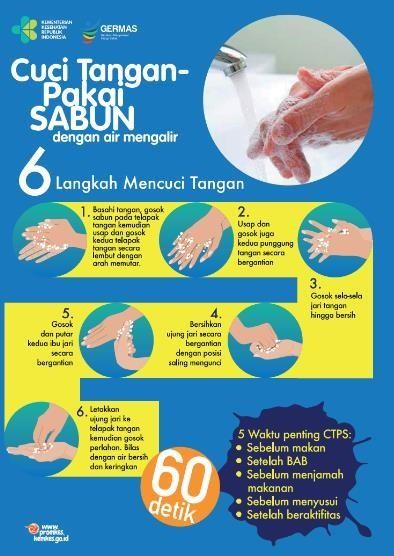 KEMENTERIAN
KESEHATAN
REPUBLIK
INDONESIA
GERMAS
Cuci Tangan-
Pakai
SABUN
dengan air mengalir
6 Langkah Mencuci Tangan
1. Basahi tangan, gosok
sabun pada telapak
tangan kemudian
usap dan gosok
kedua telapak
tangan secara
lembut dengan
arah memutar.
2.
Usap dan
gosok juga
kedua punggung
tangan secara
bergantian
3.
Gosok sela-sela
jari tangan
hingga bersih
4.
Bersihkan
ujung jari secara
bergantian
dengan posisi
saling mengunci
5.
Gosok
dan putar
kedua ibu jari
secara
bergantian
6. Letakkan
ujung jari ke
telapak tangan
kemudian gosok
perlahan. Bilas
dengan air bersih
dan keringkan
60
detik
5 Waktu penting CTPS:
• Sebelum makan
• Setelah BAB
• Sebelum menjamah
makanan
• Sebelum menyusui
• Setelah beraktifitas
www.
promkes.
kemkes.go.id